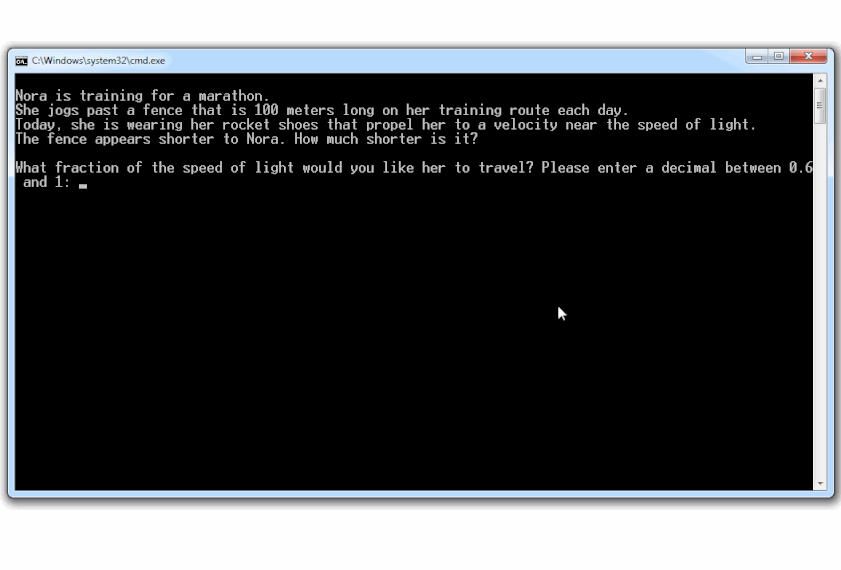 C:\Windows\system32\cmd.exe
Nora is training for a marathon.
She jogs past a fence that is 100 meters long on her training route each day.
Today, she is wearing her rocket shoes that propel her to a velocity near the speed of light.
The fence appears shorter to Nora. How much shorter is it?
What fraction of the speed of light would you like her to travel? Please enter a decimal between 0.6
and 1: